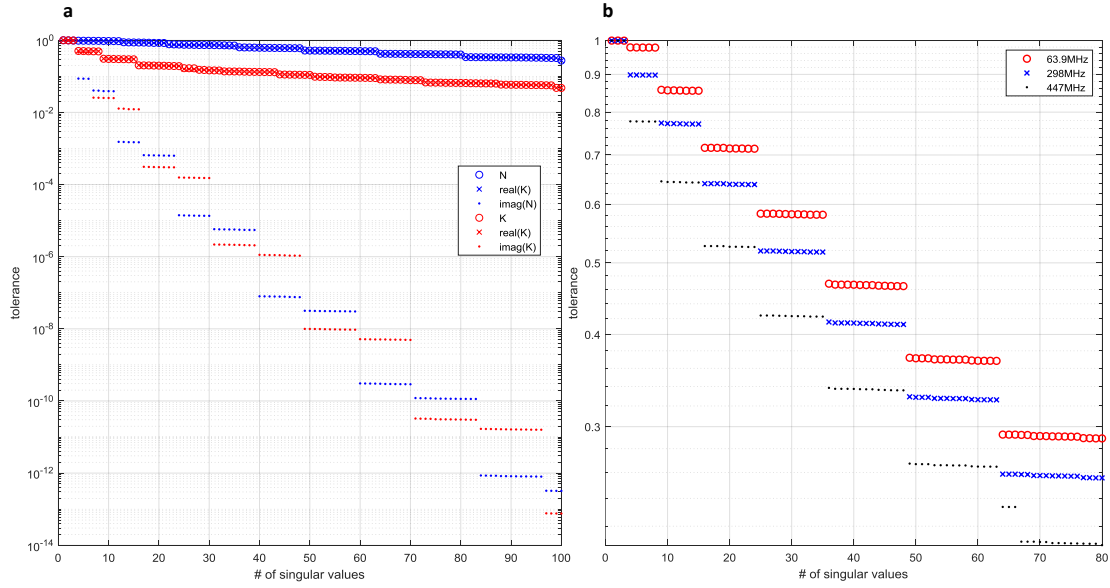 a
b
10^0
10^-2
10^-4
10^-6
10^-8
10^-10
10^-12
10^-14
tolerance
0 10 20 30 40 50 60 70 80 90 100
# of singular values
N
real(K)
imag(N)
K
real(K)
imag(K)
1
0.9
0.8
0.7
0.6
0.5
0.4
0.3
tolerance
0 10 20 30 40 50 60 70 80
# of singular values
63.9MHz
298MHz
447MHz